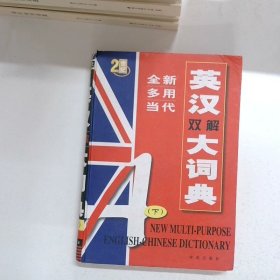 全新
多用
当代
英汉
双解
大词典
(下)
NEW MULTI-PURPOSE
ENGLISH-CHINESE DICTIONARY